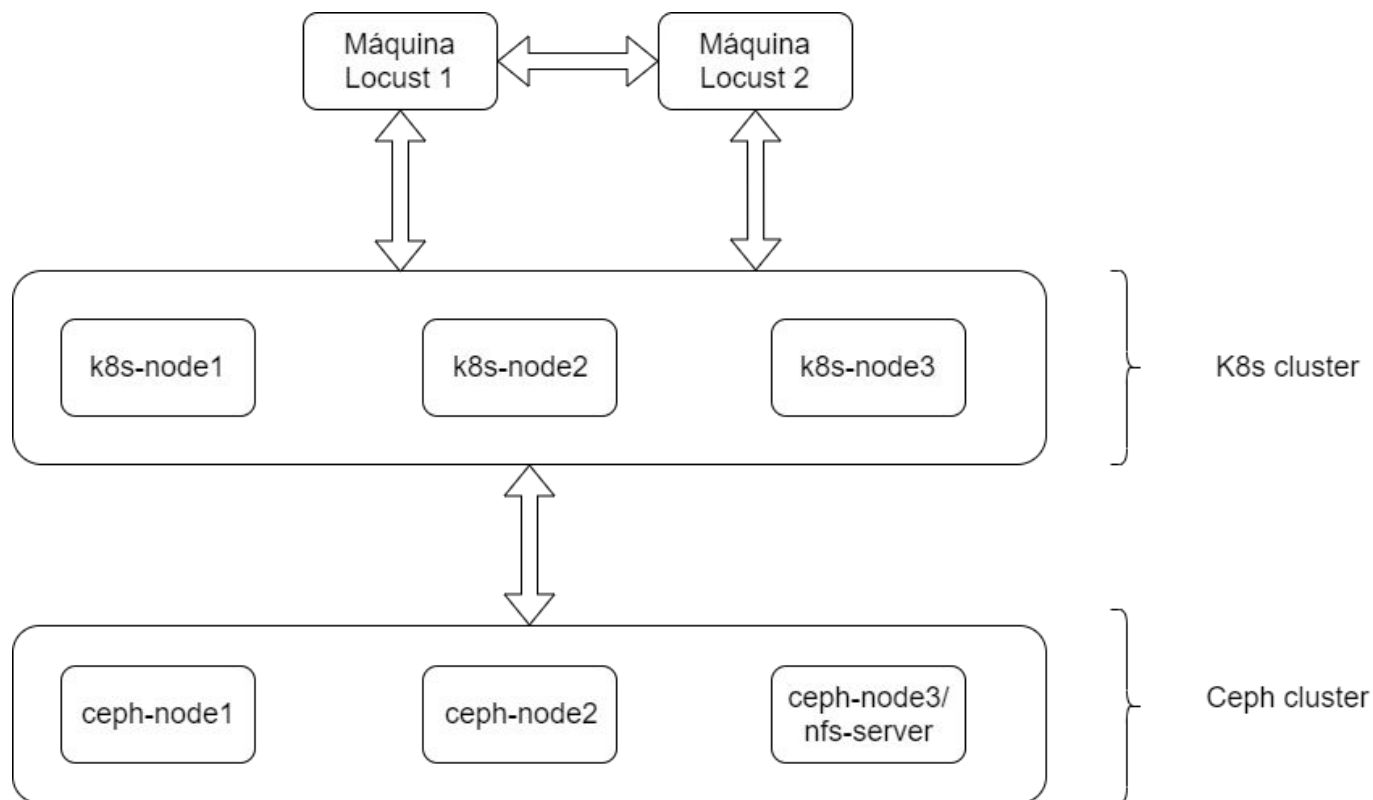 Máquina
Locust 1
Máquina
Locust 2
k8s-node1
k8s-node2
k8s-node3
K8s cluster
ceph-node1
ceph-node2
ceph-node3/
nfs-server
Ceph cluster